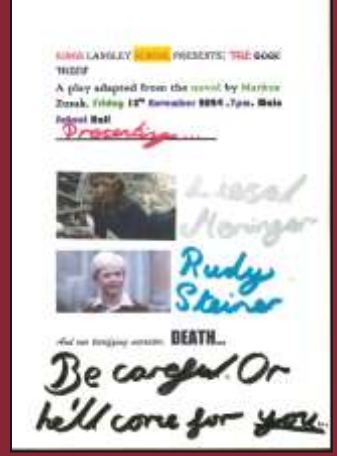 KINGS LANGLEY SCHOOL PRESENTS; THE BOOK
THIEF
A play adapted from the novel by Markus
Zusak. Friday 12th November 2024 .7pm. Main
School Hall
Presenting...
Liesel
Meminger
Rudy
Steiner
And our terrifying narrator: DEATH...
Be careful. Or
he'll come for you...